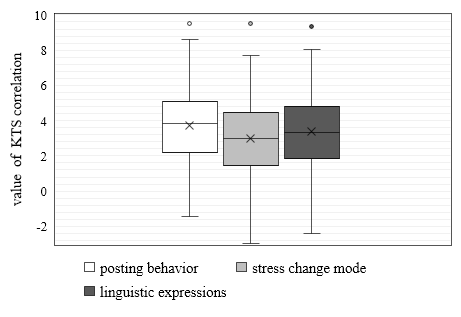 value of KTS correlation
10
8
6
4
2
0
-2
posting behavior
stress change mode
linguistic expressions